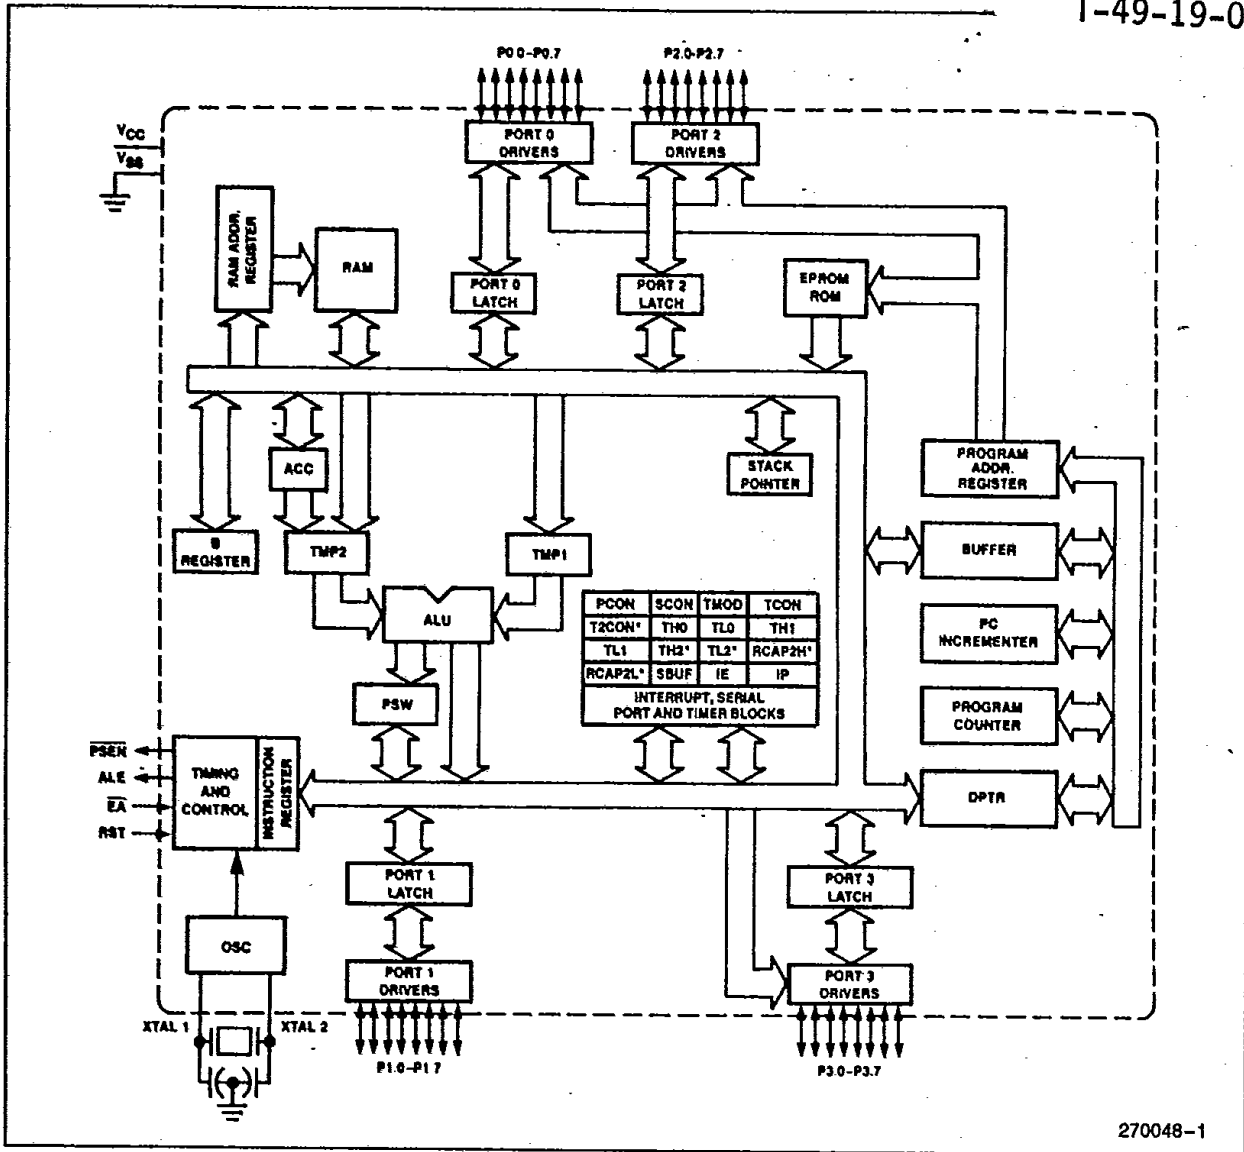 T-49-19-0
P0 0-P0.7
P2.0-P2.7
VCC
VSS
PORT 0
DRIVERS
PORT 2
DRIVERS
RAM ADDR.
REGISTER
RAM
PORT 0
LATCH
PORT 2
LATCH
EPROM
ROM
ACC
STACK
POINTER
PROGRAM
ADDR.
REGISTER
B
REGISTER
TMP2
TMP1
BUFFER
ALU
PCON SCON TMOD TCON
T2CON* TH0 TL0 TH1
TL1 TH2* TL2* RCAP2H*
RCAP2L* SBUF IE IP
INTERRUPT, SERIAL
PORT AND TIMER BLOCKS
PC
INCREMENTER
PSW
PROGRAM
COUNTER
PSEN
ALE
EA
RST
TIMING
AND
CONTROL
INSTRUCTION
REGISTER
DPTR
PORT 1
LATCH
PORT 3
LATCH
OSC
PORT 1
DRIVERS
PORT 3
DRIVERS
XTAL 1
XTAL 2
P1.0-P1 7
P3.0-P3.7
270048-1